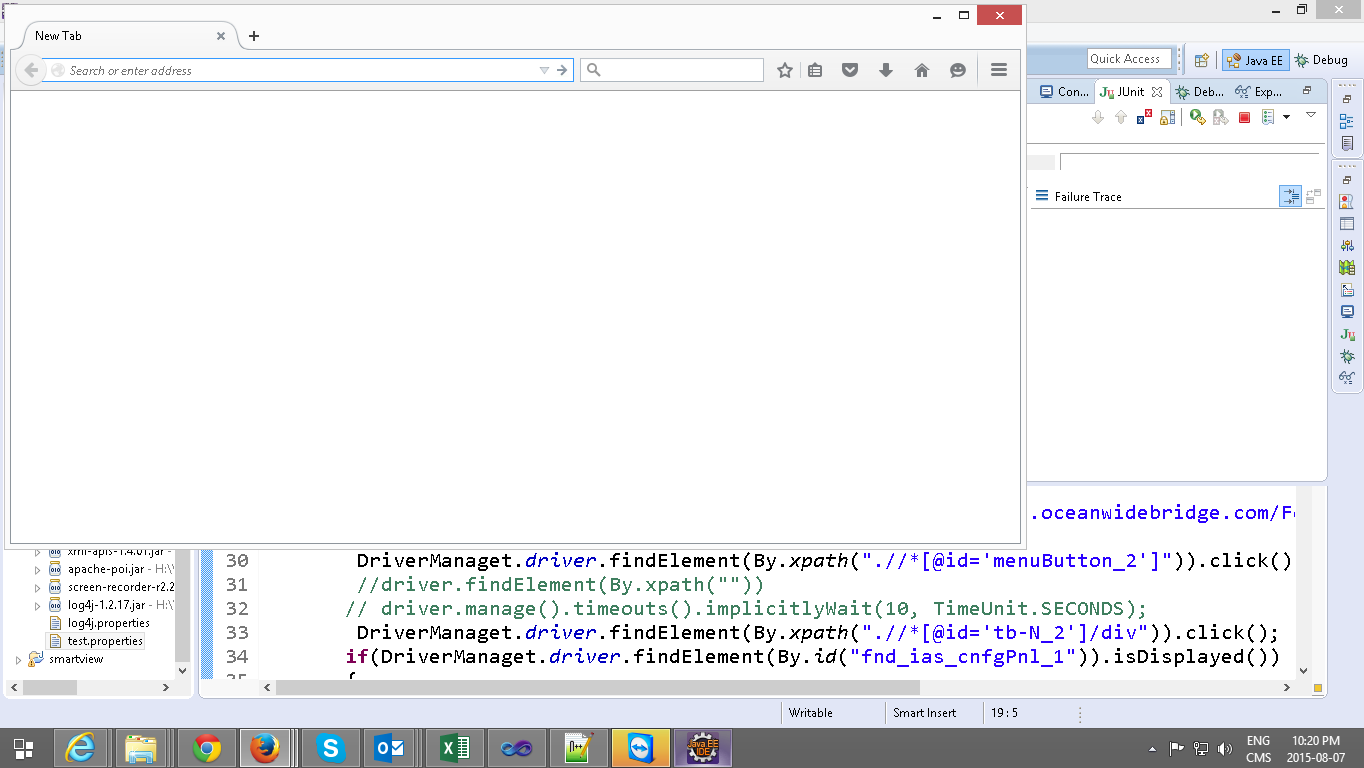 New Tab
Search or enter address
Quick Access
Java EE
Debug
Con...
JUnit
Deb...
Exp...
Failure Trace
.oceanwidebridge.com/F
30 DriverManaget.driver.findElement(By.xpath(".//*[@id='menuButton_2']")).click()
31 //driver.findElement(By.xpath(""))
32 // driver.manage().timeouts().implicitlyWait(10, TimeUnit.SECONDS);
33 DriverManaget.driver.findElement(By.xpath(".//*[@id='tb-N_2']/div")).click();
34 if(DriverManaget.driver.findElement(By.id("fnd_ias_cnfgPnl_1")).isDisplayed())
{
xml-apis-1.4.01.jar -
apache-poi.jar - H:\
screen-recorder-r2.2
log4j-1.2.17.jar - H:\
log4j.properties
test.properties
smartview
Writable
Smart Insert
19 : 5
Java EE
IDE
ENG
CMS
10:20 PM
2015-08-07